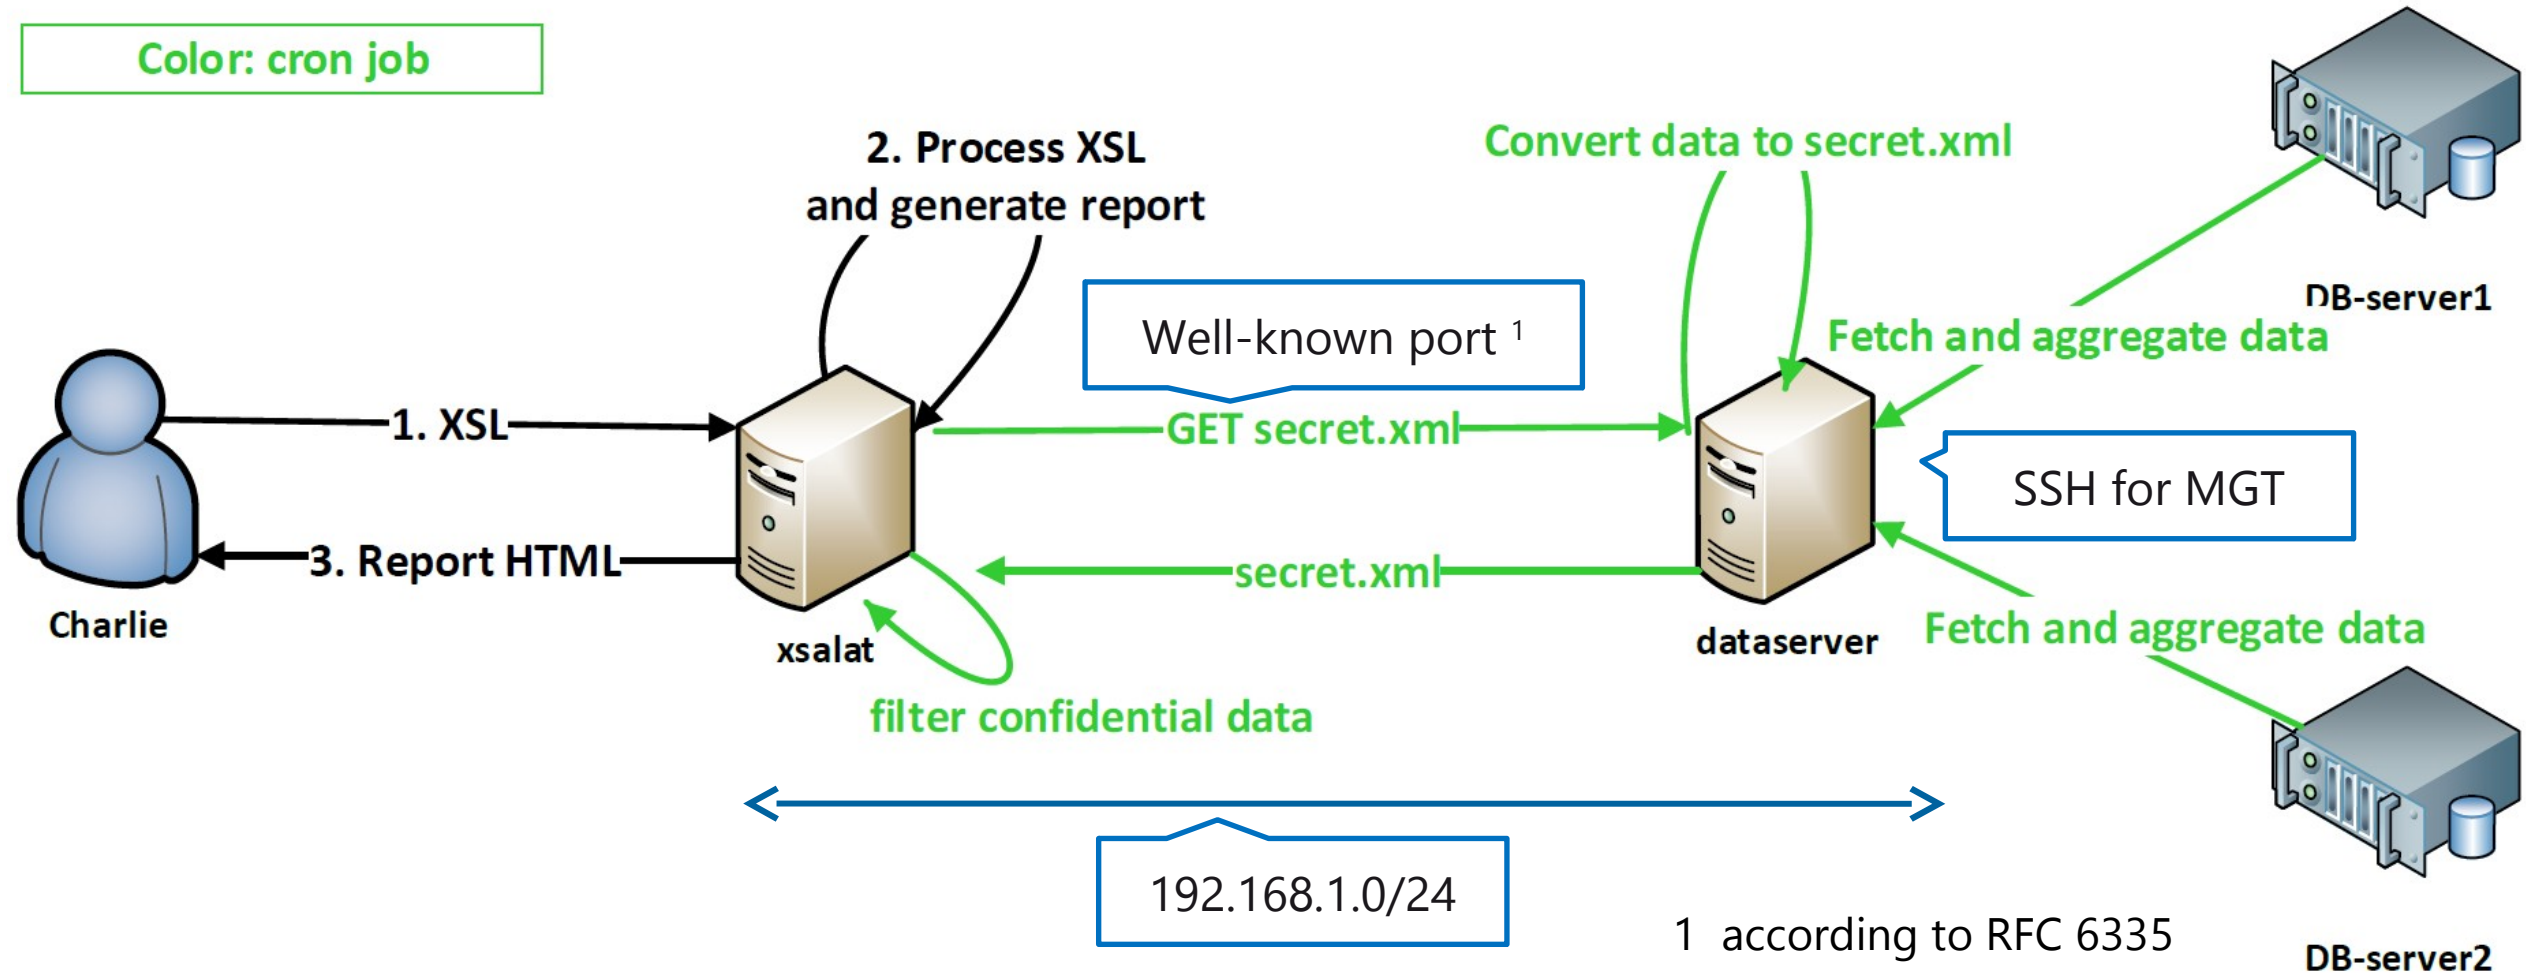 Color: cron job
2. Process XSL
and generate report
Convert data to secret.xml
DB-server1
Well-known port ¹
Fetch and aggregate data
1. XSL
GET secret.xml
SSH for MGT
3. Report HTML
secret.xml
Charlie
xsalat
dataserver
Fetch and aggregate data
filter confidential data
192.168.1.0/24
1 according to RFC 6335
DB-server2